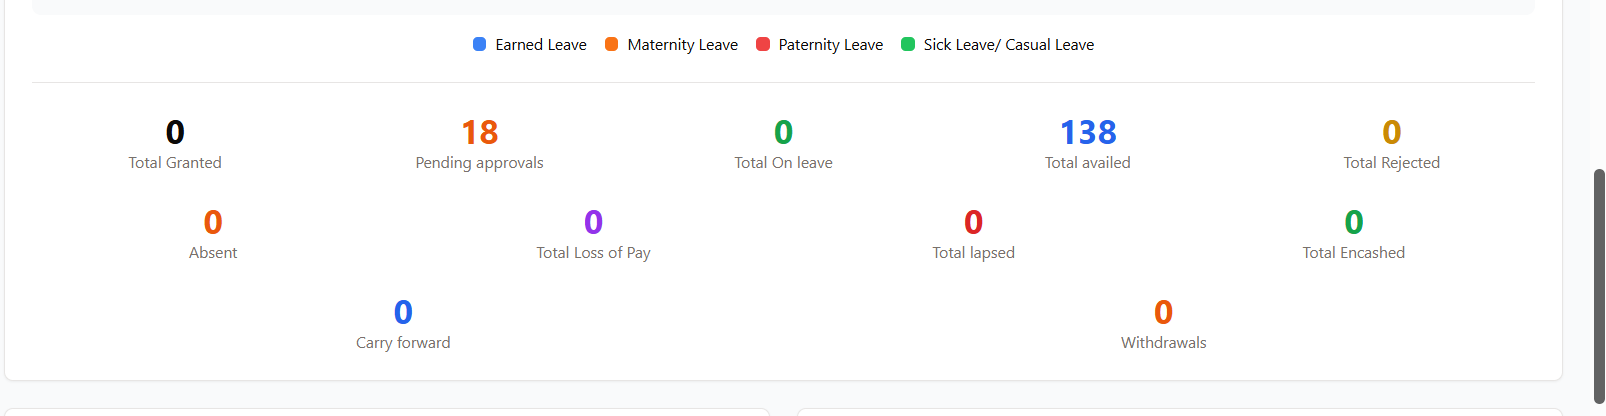 Earned Leave Maternity Leave Paternity Leave Sick Leave/ Casual Leave
0 18 0 138 0
Total Granted Pending approvals Total On leave Total availed Total Rejected
0 0 0 0
Absent Total Loss of Pay Total lapsed Total Encashed
0 0
Carry forward Withdrawals